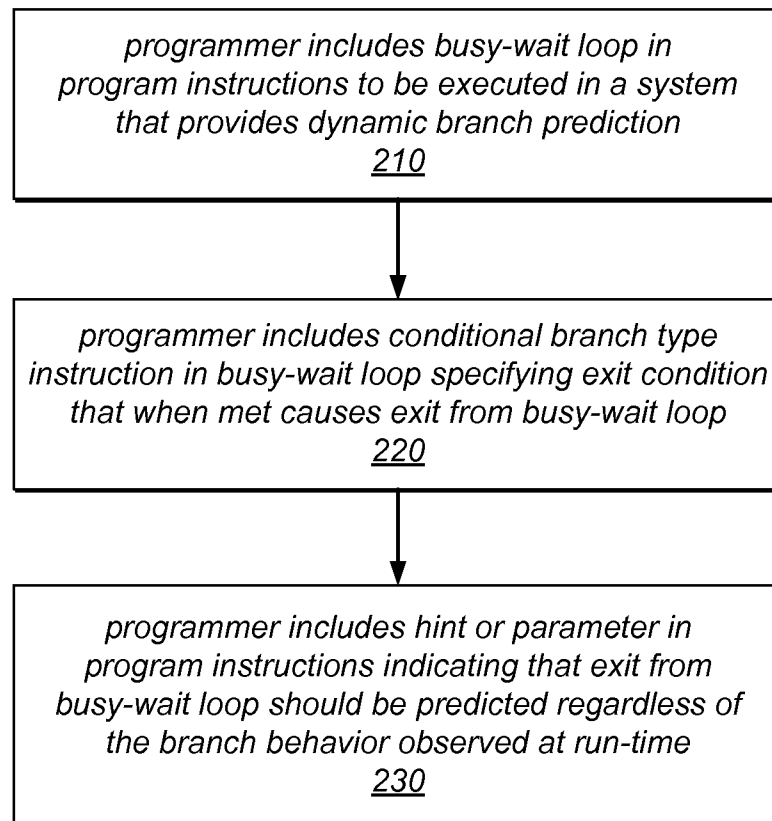 programmer includes busy-wait loop in
program instructions to be executed in a system
that provides dynamic branch prediction
210
programmer includes conditional branch type
instruction in busy-wait loop specifying exit condition
that when met causes exit from busy-wait loop
220
programmer includes hint or parameter in
program instructions indicating that exit from
busy-wait loop should be predicted regardless of
the branch behavior observed at run-time
230